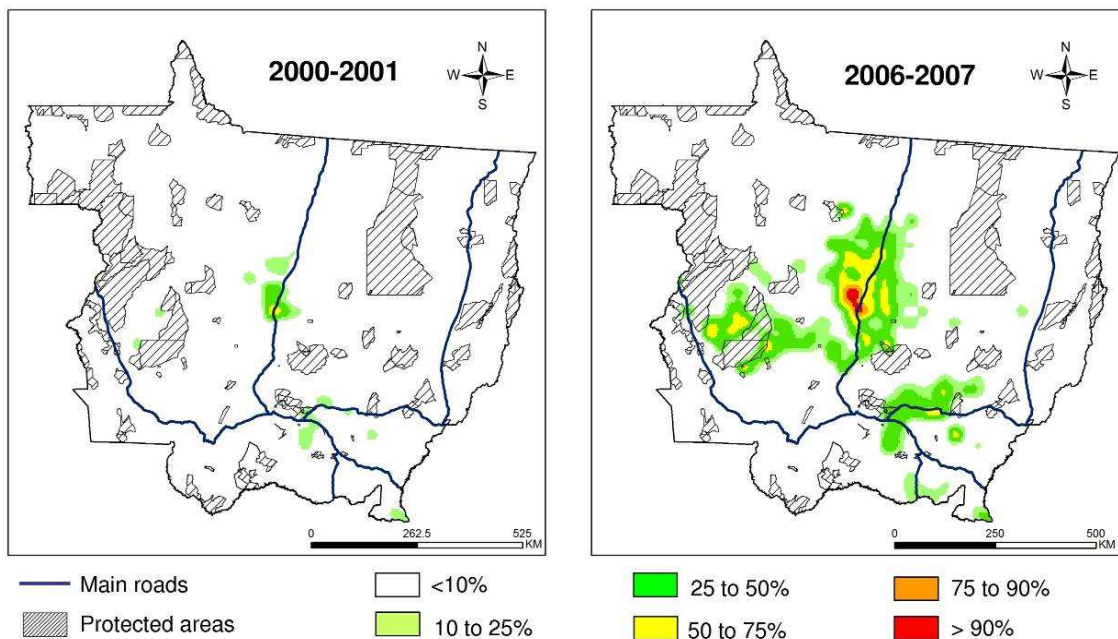 2000-2001
N
W E
S
0 262.5 525
KM
2006-2007
N
W E
S
0 250 500
KM
Main roads
Protected areas
<10%
10 to 25%
25 to 50%
50 to 75%
75 to 90%
> 90%